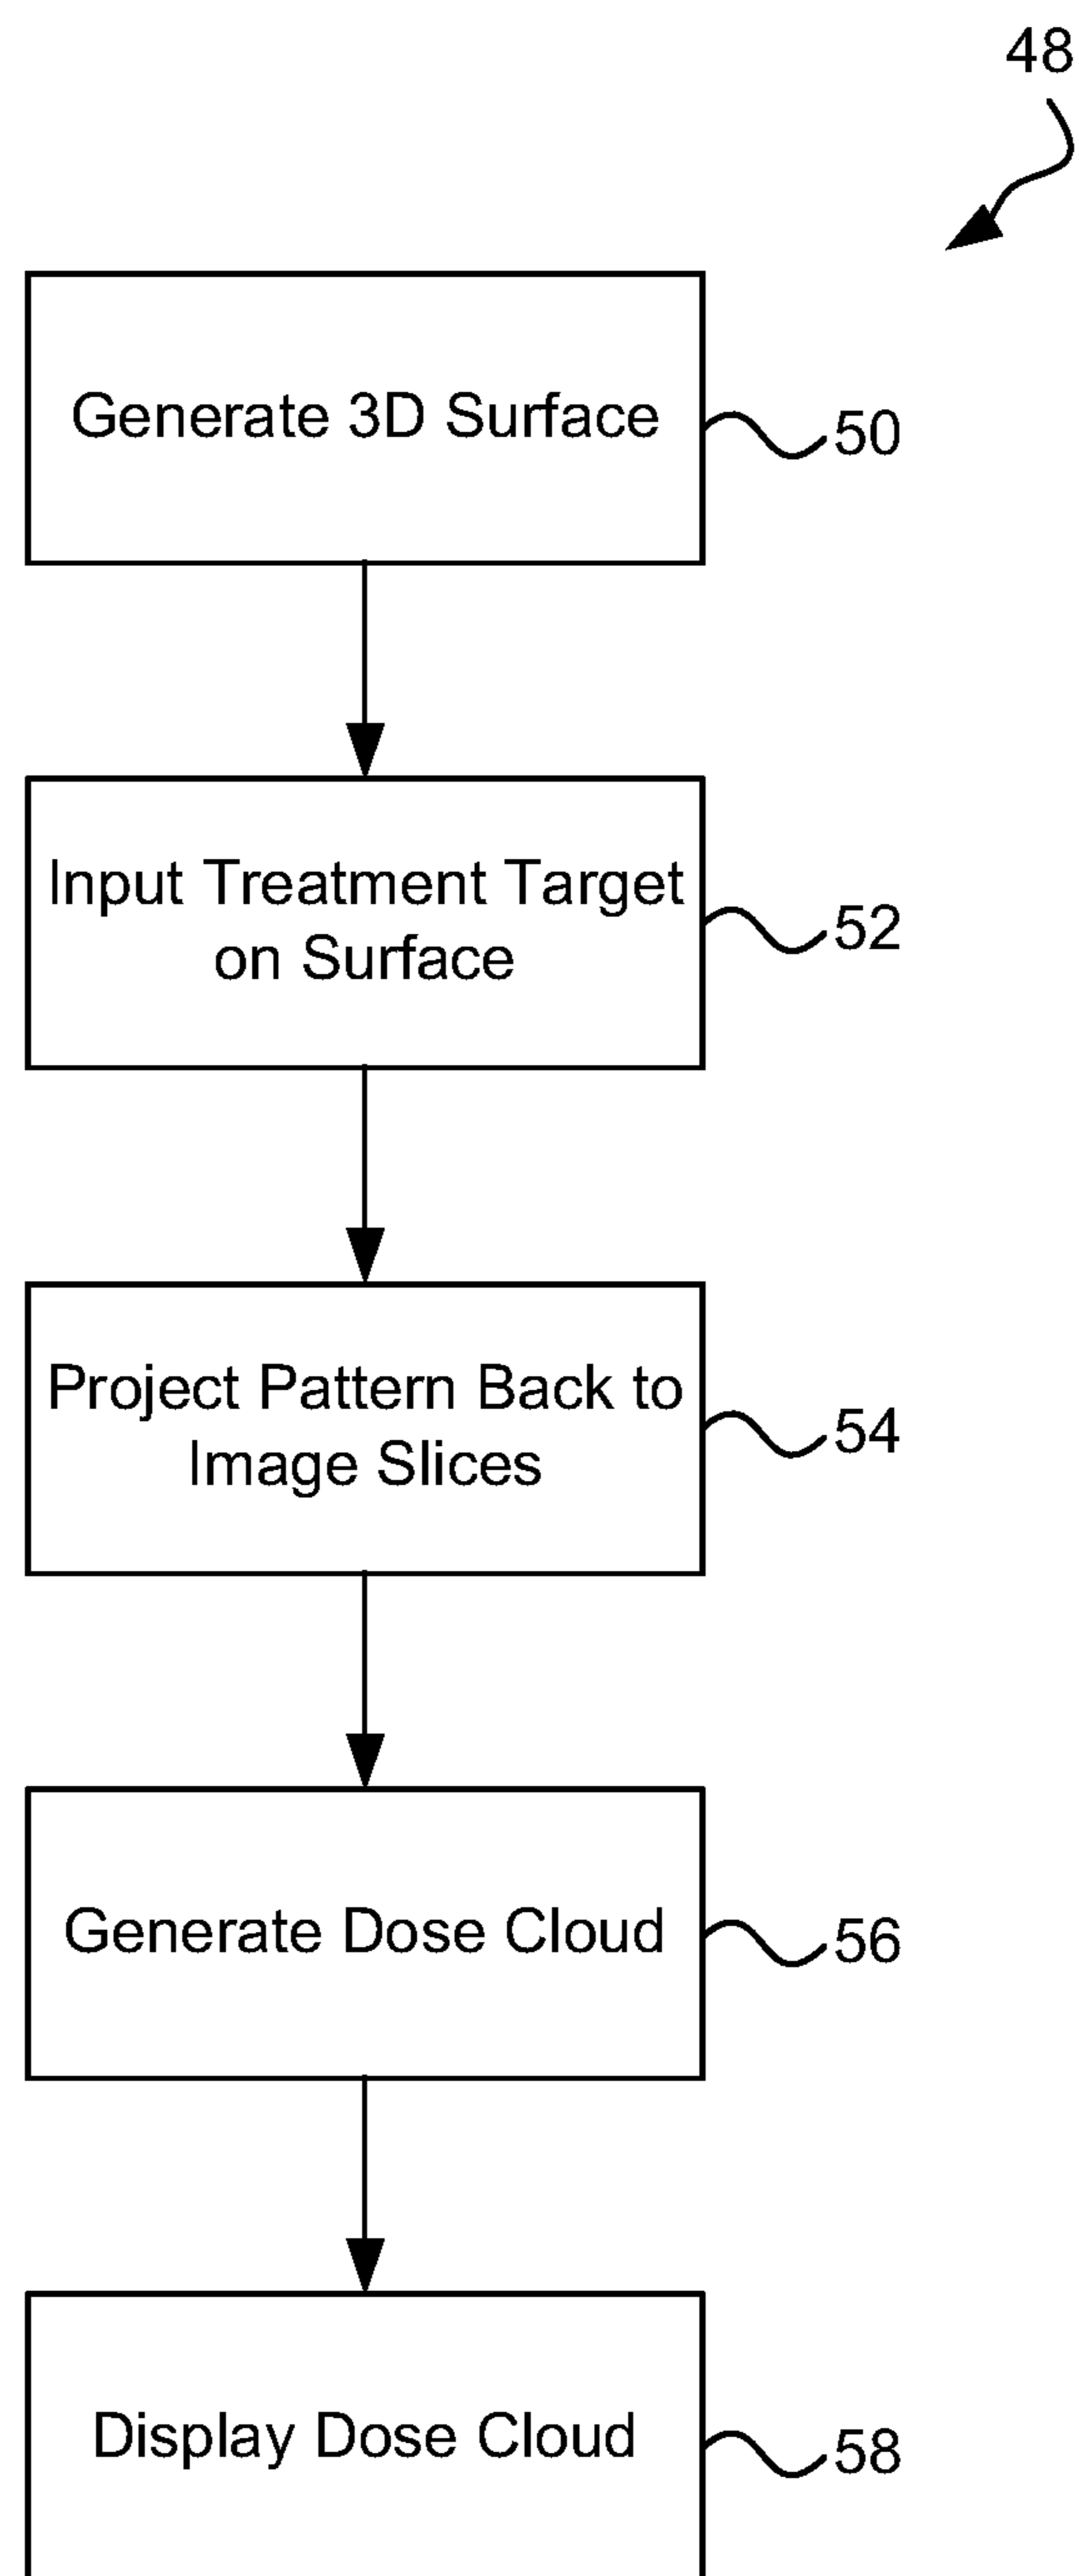 48
Generate 3D Surface
50
Input Treatment Target
on Surface
52
Project Pattern Back to
Image Slices
54
Generate Dose Cloud
56
Display Dose Cloud
58